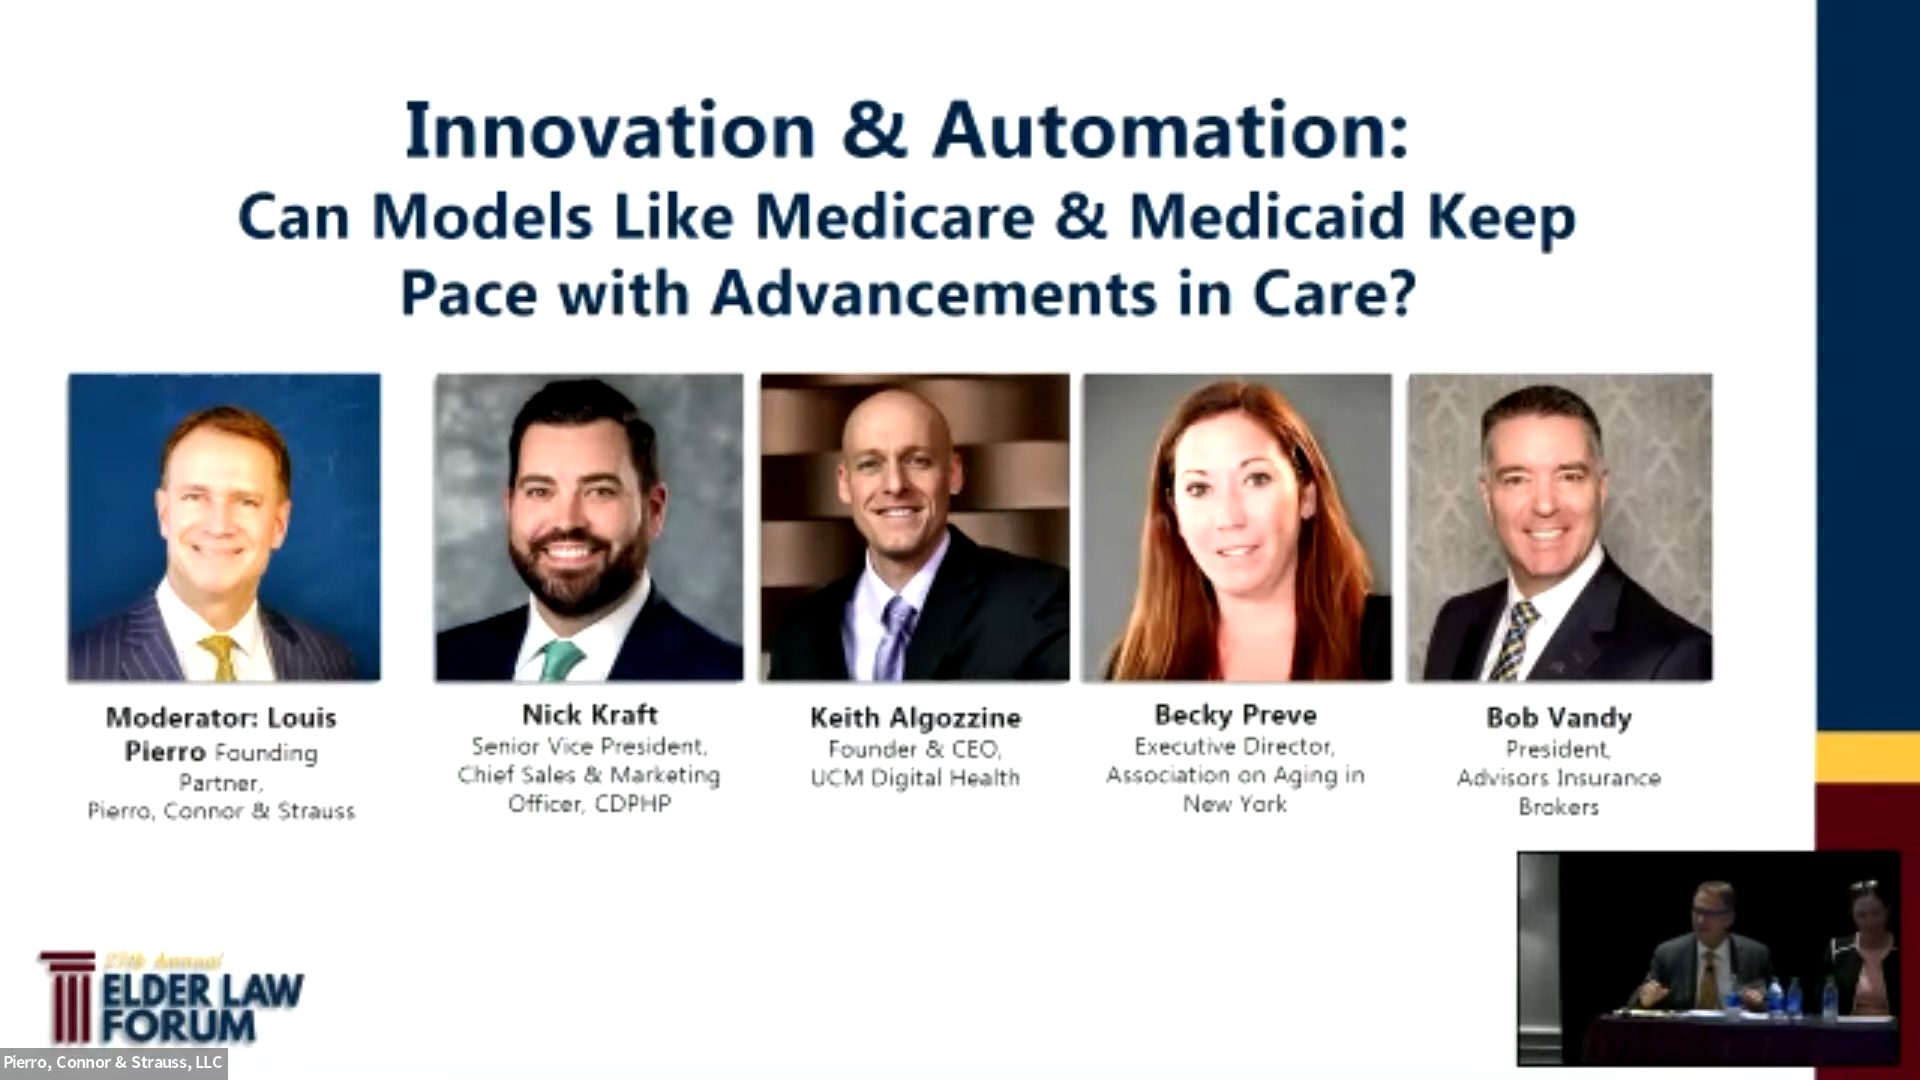 Innovation & Automation:
Can Models Like Medicare & Medicaid Keep
Pace with Advancements in Care?
Moderator: Louis
Pierro Founding
Partner,
Pierro, Connor & Strauss
Nick Kraft
Senior Vice President,
Chief Sales & Marketing
Officer, CDPHP
Keith Algozzine
Founder & CEO,
UCM Digital Health
Becky Preve
Executive Director,
Association on Aging in
New York
Bob Vandy
President,
Advisors Insurance
Brokers
Annual
ELDER LAW
FORUM
Pierro, Connor & Strauss, LLC